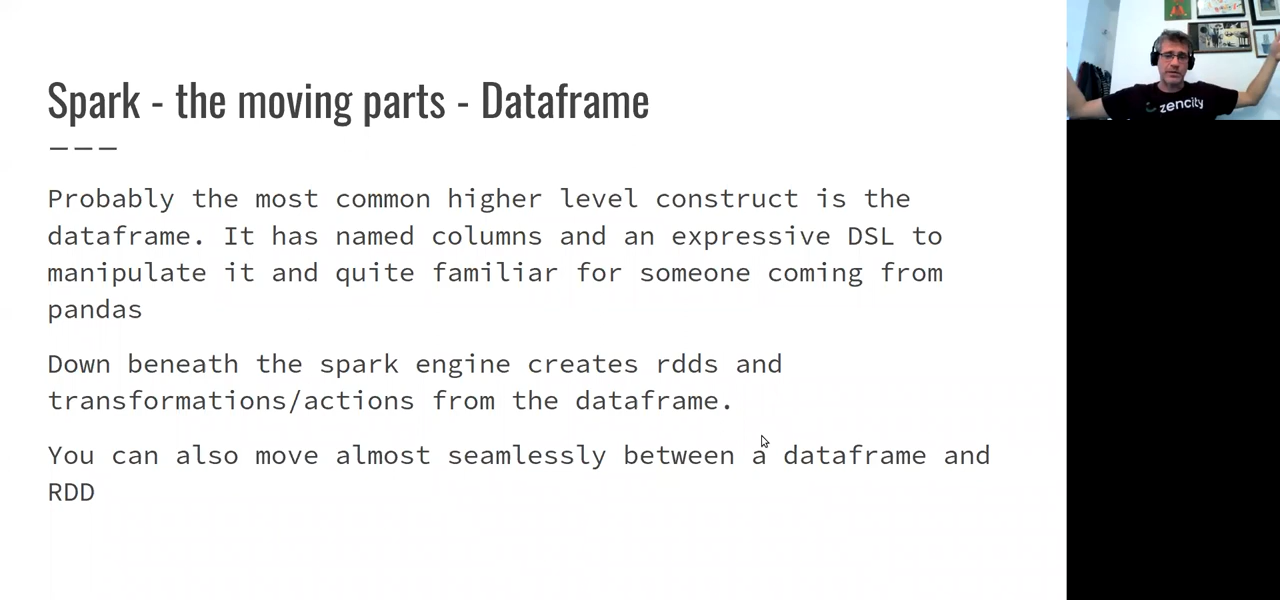 Spark - the moving parts - Dataframe
Probably the most common higher level construct is the
dataframe. It has named columns and an expressive DSL to
manipulate it and quite familiar for someone coming from
pandas
Down beneath the spark engine creates rdds and
transformations/actions from the dataframe.
You can also move almost seamlessly between a dataframe and
RDD
zencity